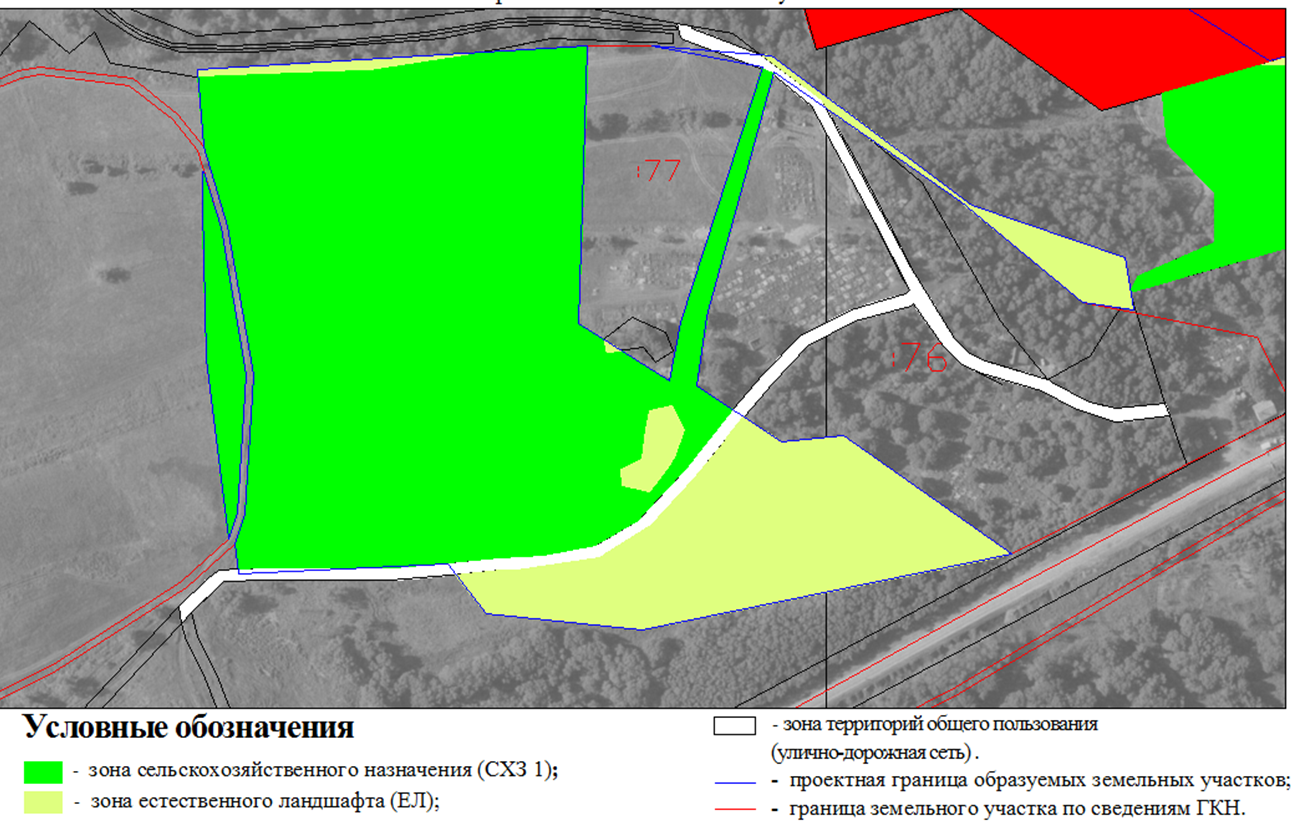 :77
:76
Условные обозначения
- зона сельскохозяйственного назначения (СХЗ 1);
- зона естественного ландшафта (ЕЛ);
- зона территорий общего пользования
(улично-дорожная сеть) .
- проектная граница образуемых земельных участков;
- граница земельного участка по сведениям ГКН.